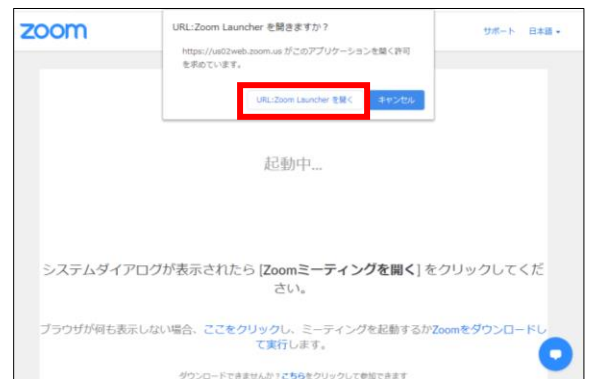 zoom
サポート 日本語
URL:Zoom Launcher を開きますか?
https://us02web.zoom.us がこのアプリケーションを開く許可
を求めています。
URL:Zoom Launcher を開く キャンセル
起動中...
システムダイアログが表示されたら [Zoomミーティングを開く] をクリックしてくだ
さい。
ブラウザが何も表示しない場合、ここをクリックし、ミーティングを起動するかZoomをダウンロードし
て実行します。
ダウンロードできませんか?こちらをクリックして参加できます